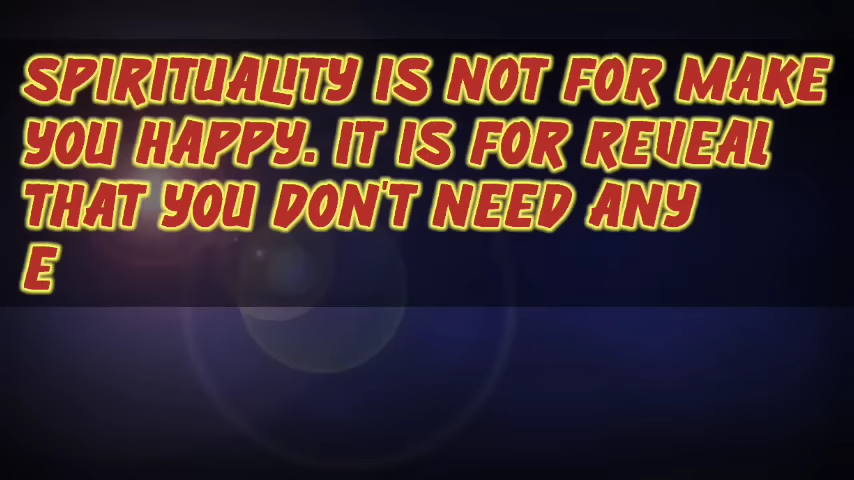 SPIRITUALITY IS NOT FOR MAKE
YOU HAPPY. IT IS FOR REVEAL
THAT YOU DON'T NEED ANY
E